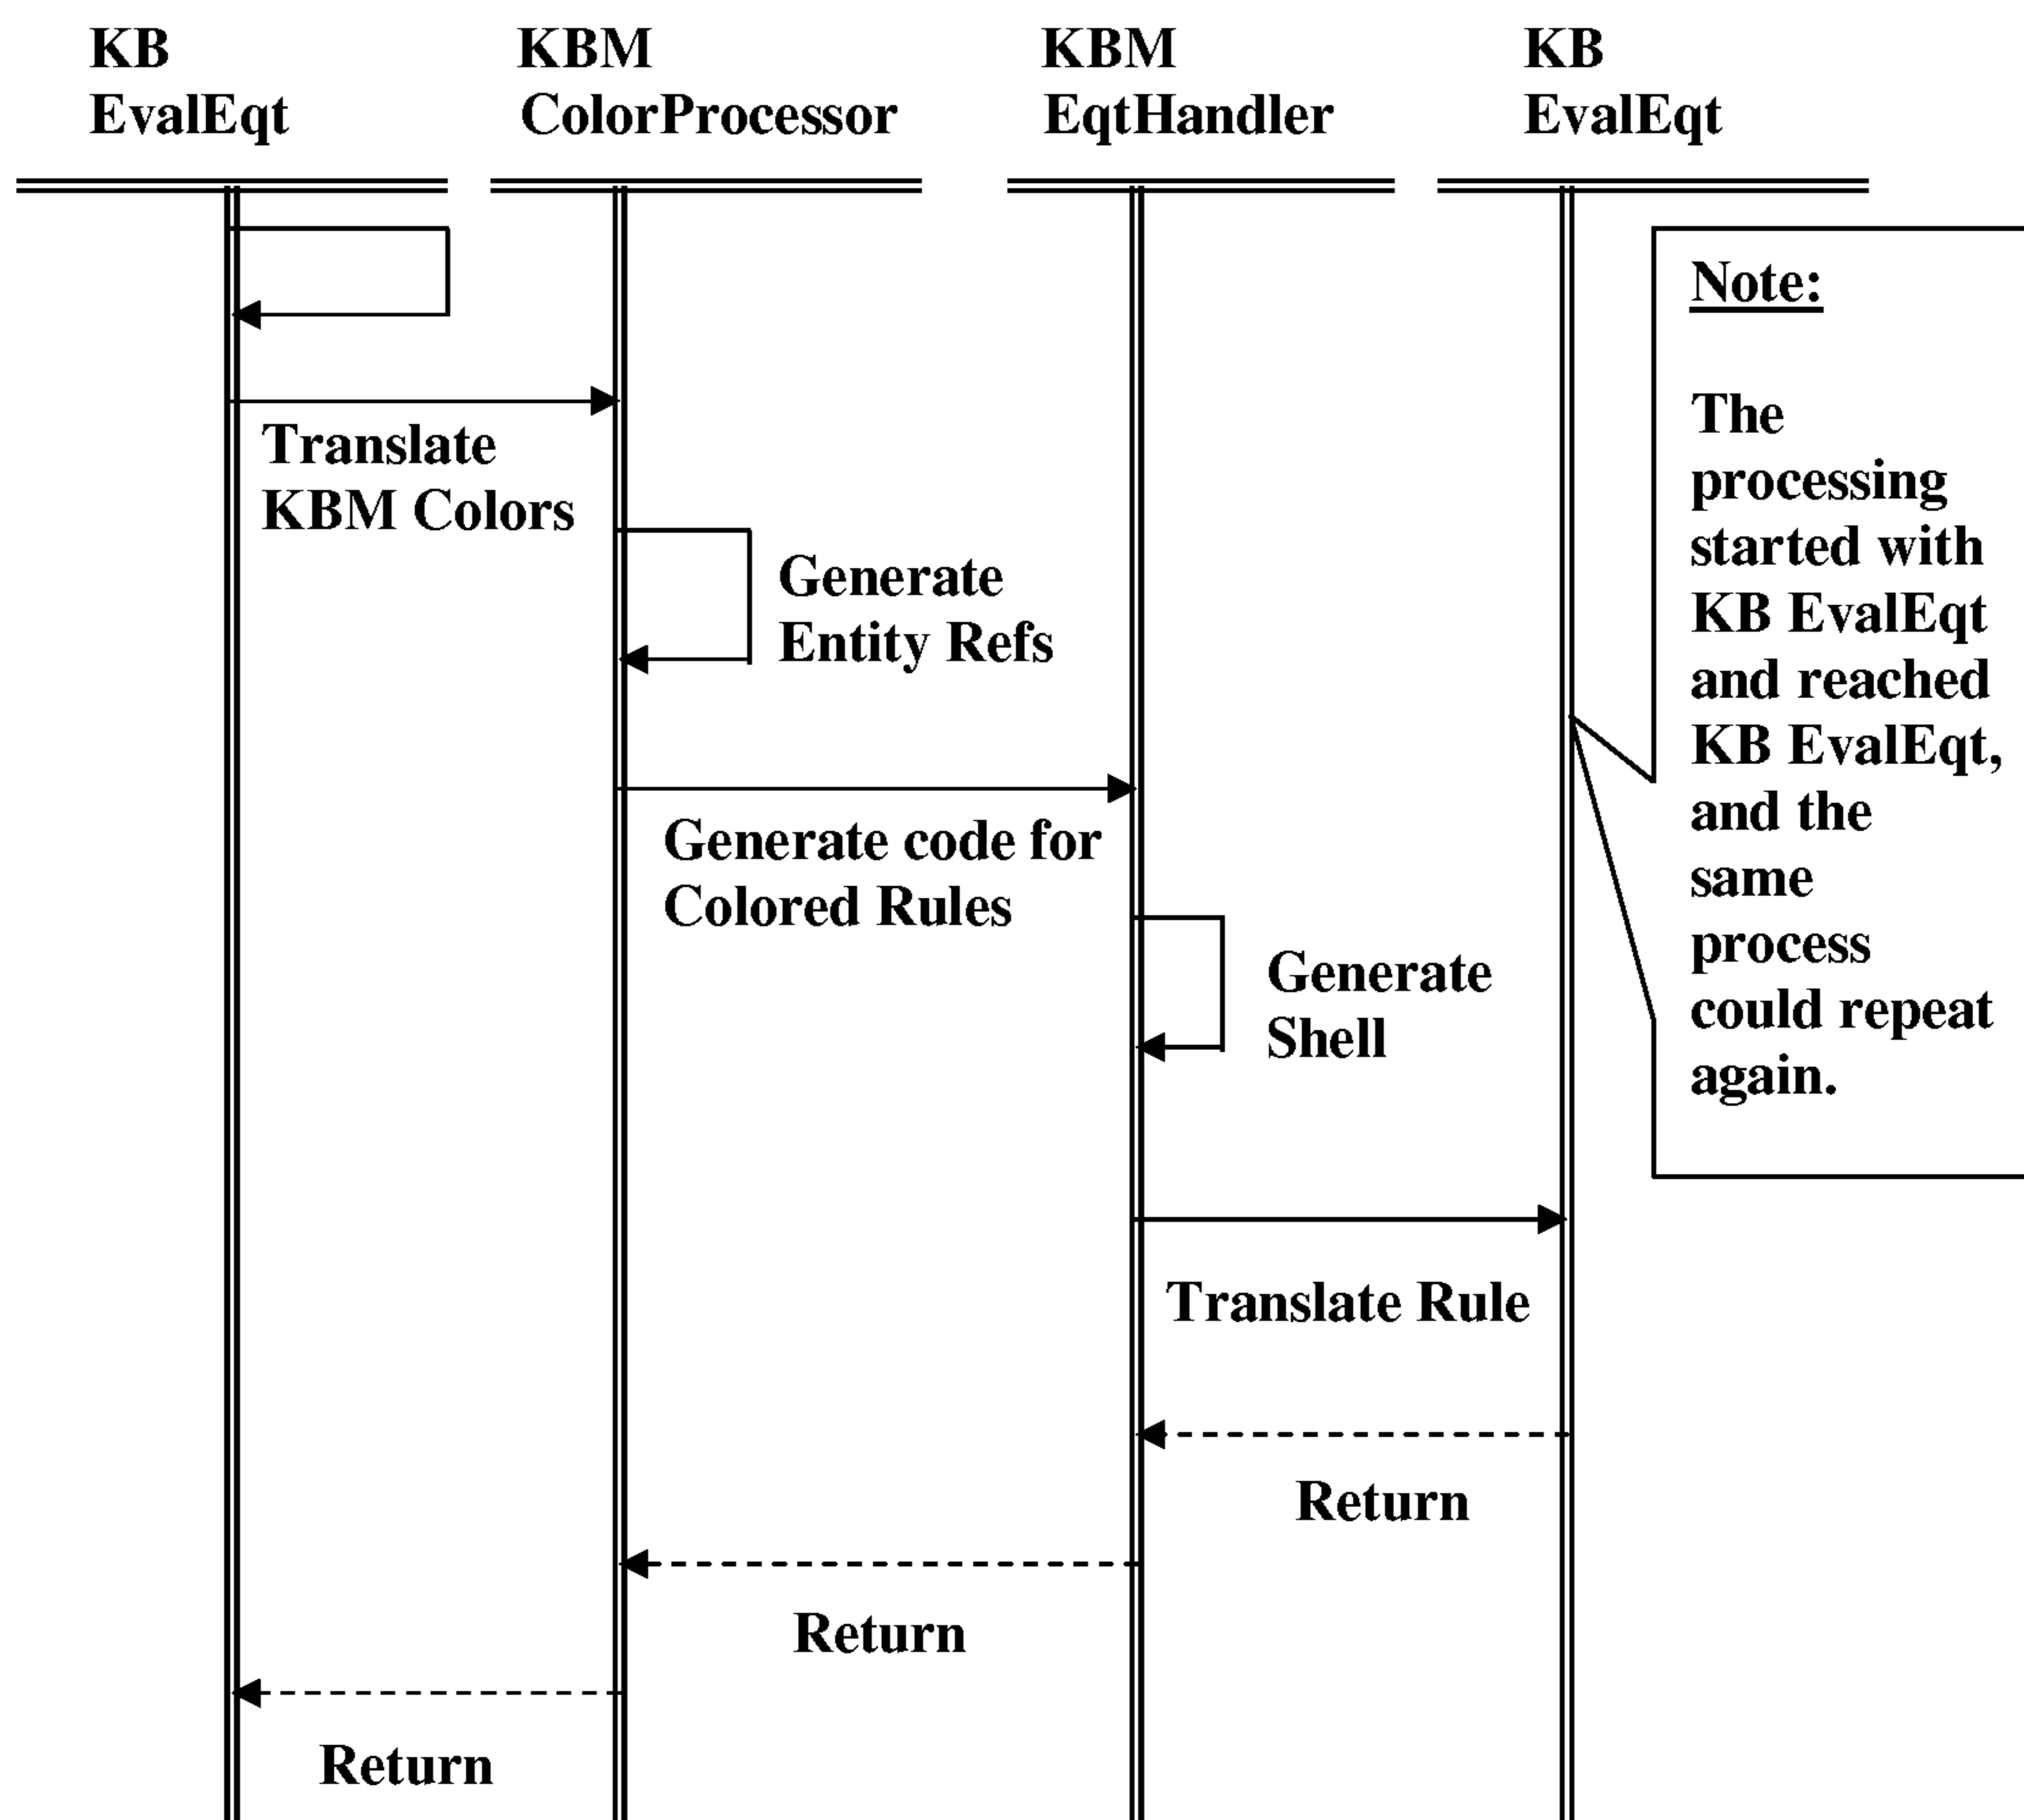 KB
EvalEqt
KBM
ColorProcessor
KBM
EqtHandler
KB
EvalEqt
Note:
The
processing
started with
KB EvalEqt
and reached
KB EvalEqt,
and the
same
process
could repeat
again.
Translate
KBM Colors
Generate
Entity Refs
Generate code for
Colored Rules
Generate
Shell
Translate Rule
Return
Return
Return